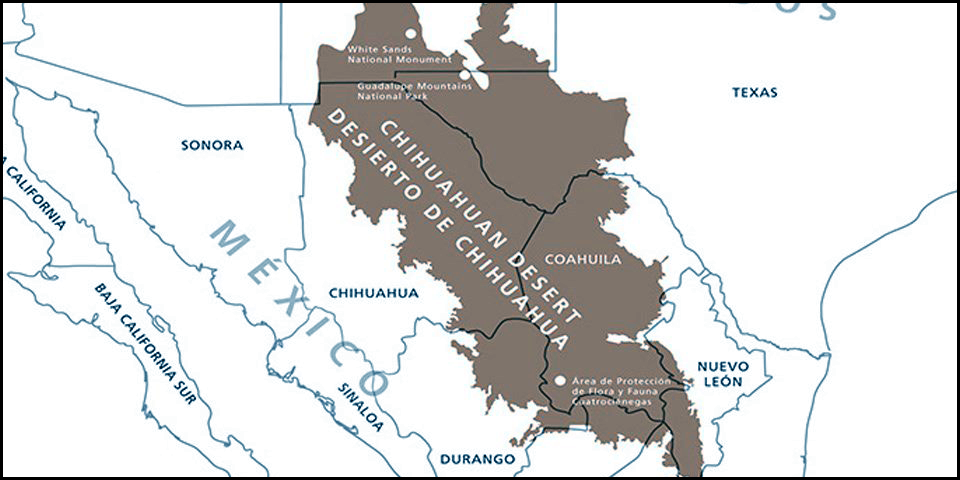 O S
White Sands
National Monument
Guadalupe Mountains
National Park
TEXAS
SONORA
CHIHUAHUAN DESERT
DESIERTO DE CHIHUAHUA
A CALIFORNIA
MÉXICO
COAHUILA
CHIHUAHUA
BAJA CALIFORNIA SUR
SINALOA
NUEVO
LEÓN
Área de Protección
de Flora y Fauna
Cuatrociénegas
DURANGO